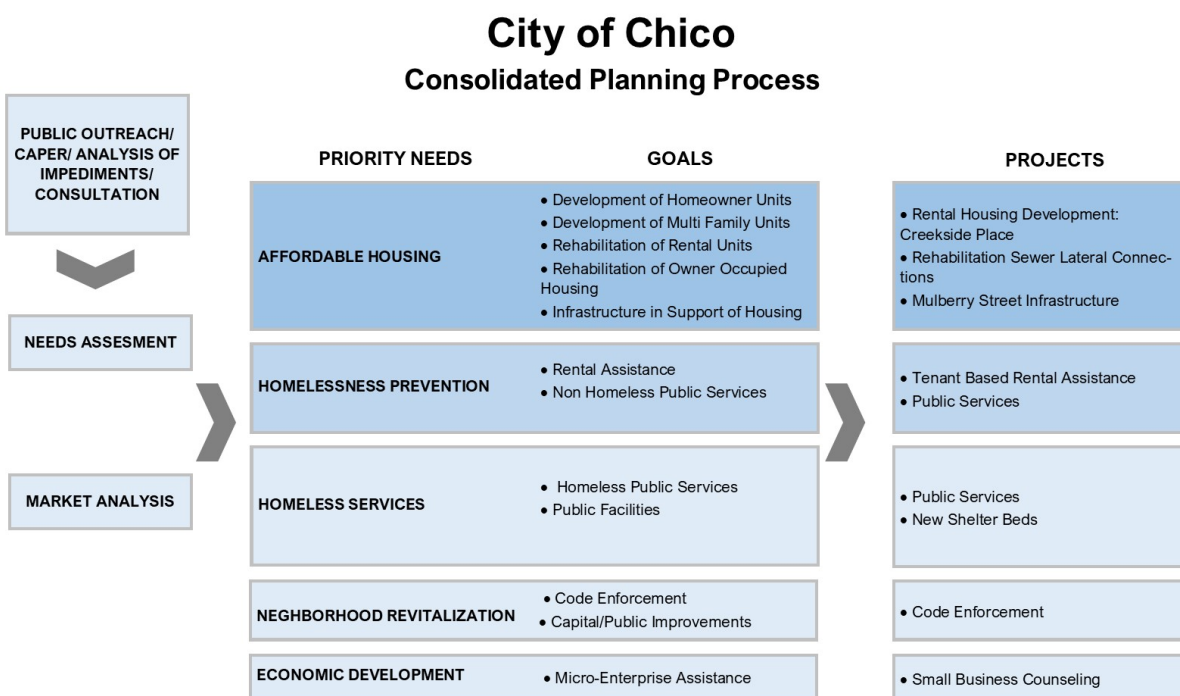 City of Chico
Consolidated Planning Process
PUBLIC OUTREACH/
CAPER/ ANALYSIS OF
IMPEDIMENTS/
CONSULTATION
NEEDS ASSESMENT
MARKET ANALYSIS
PRIORITY NEEDS
GOALS
PROJECTS
AFFORDABLE HOUSING
• Development of Homeowner Units
• Development of Multi Family Units
• Rehabilitation of Rental Units
• Rehabilitation of Owner Occupied
Housing
• Infrastructure in Support of Housing
• Rental Housing Development:
Creekside Place
• Rehabilitation Sewer Lateral Connec-
tions
• Mulberry Street Infrastructure
HOMELESSNESS PREVENTION
• Rental Assistance
• Non Homeless Public Services
• Tenant Based Rental Assistance
• Public Services
HOMELESS SERVICES
• Homeless Public Services
• Public Facilities
• Public Services
• New Shelter Beds
NEGHBORHOOD REVITALIZATION
• Code Enforcement
• Capital/Public Improvements
• Code Enforcement
ECONOMIC DEVELOPMENT
• Micro-Enterprise Assistance
• Small Business Counseling